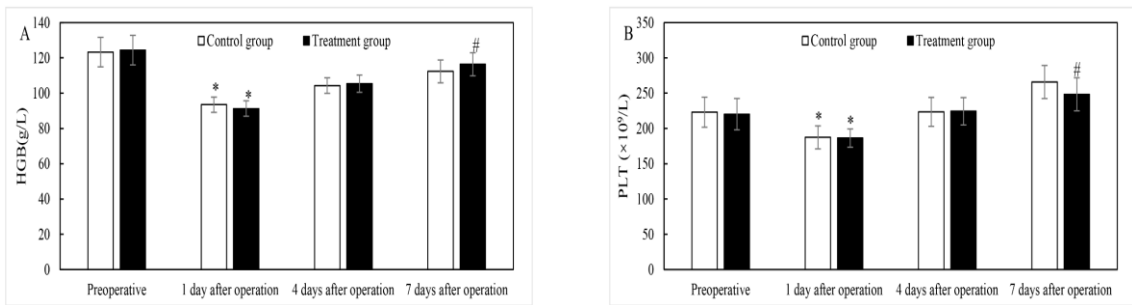 A
Control group
Treatment group
HGB(g/L)
140
120
100
80
60
40
20
0
*
*
#
Preoperative
1 day after operation
4 days after operation
7 days after operation
B
Control group
Treatment group
PLT (×10⁹/L)
350
300
250
200
150
100
50
0
*
*
#
Preoperative
1 day after operation
4 days after operation
7 days after operation